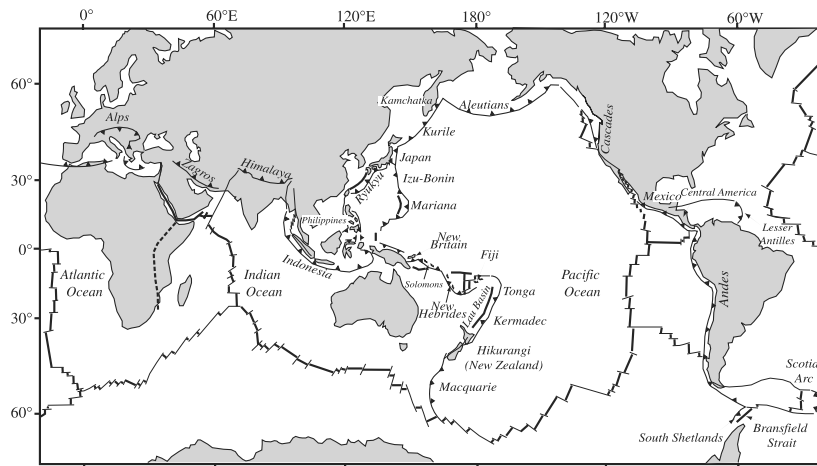 0° 60°E 120°E 180° 120°W 60°W
60°
30°
0°
30°
60°
Alps
Zagros
Himalaya
Kamchatka
Aleutians
Kurile
Japan
Ryukyu
Izu-Bonin
Mariana
Philippines
Indonesia
New
Britain
Solomons
New
Hebrides
Fiji
Lau Basin
Tonga
Kermadec
Hikurangi
(New Zealand)
Macquarie
Cascades
Mexico
Central America
Lesser
Antilles
Andes
Atlantic
Ocean
Indian
Ocean
Pacific
Ocean
Scotia
Arc
South Shetlands
Bransfield
Strait